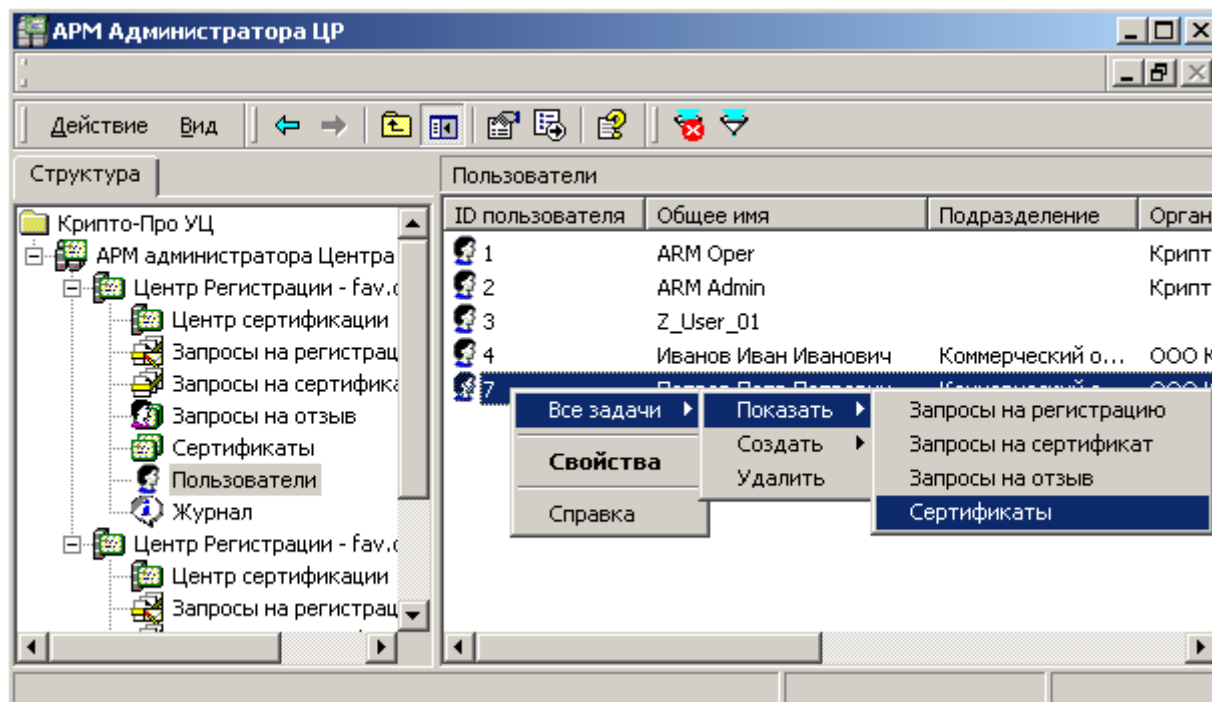 АРМ Администратора ЦР
Действие Вид
Структура
Пользователи
Крипто-Про УЦ
АРМ администратора Центра
Центр Регистрации - fav.
Центр сертификации
Запросы на регистрац
Запросы на сертифика
Запросы на отзыв
Сертификаты
Пользователи
Журнал
Центр Регистрации - fav.
Центр сертификации
Запросы на регистрац
ID пользователя Общее имя Подразделение Орган
1 ARM Oper Крипт
2 ARM Admin Крипт
3 Z_User_01
4 Иванов Иван Иванович Коммерческий о... ООО К
7
Все задачи
Свойства
Справка
Показать
Создать
Удалить
Запросы на регистрацию
Запросы на сертификат
Запросы на отзыв
Сертификаты